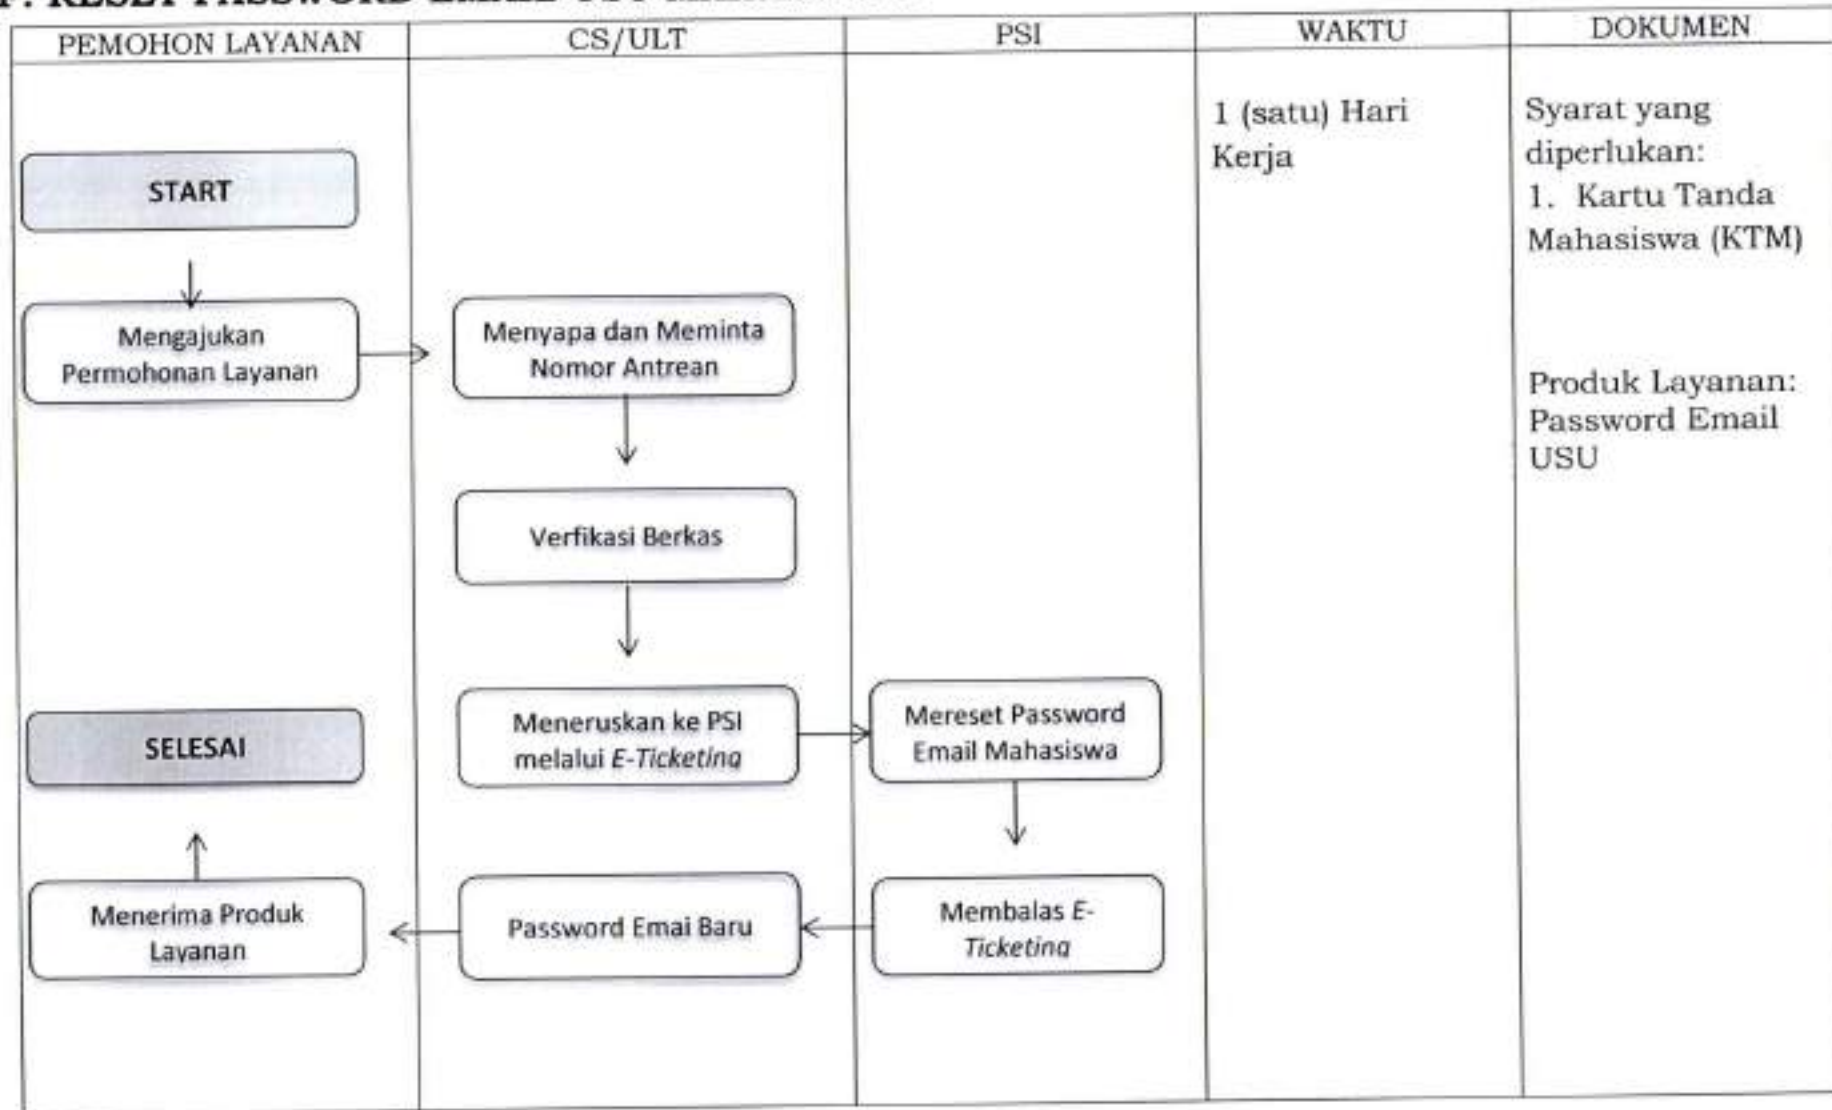 PEMOHON LAYANAN
CS/ULT
PSI
WAKTU
DOKUMEN
START
Mengajukan
Permohonan Layanan
Menyapa dan Meminta
Nomor Antrean
Verfikasi Berkas
Meneruskan ke PSI
melalui E-Ticketing
Mereset Password
Email Mahasiswa
Membalas E-
Ticketing
Password Emai Baru
Menerima Produk
Layanan
SELESAI
1 (satu) Hari
Kerja
Syarat yang
diperlukan:
1. Kartu Tanda
Mahasiswa (KTM)
Produk Layanan:
Password Email
USU